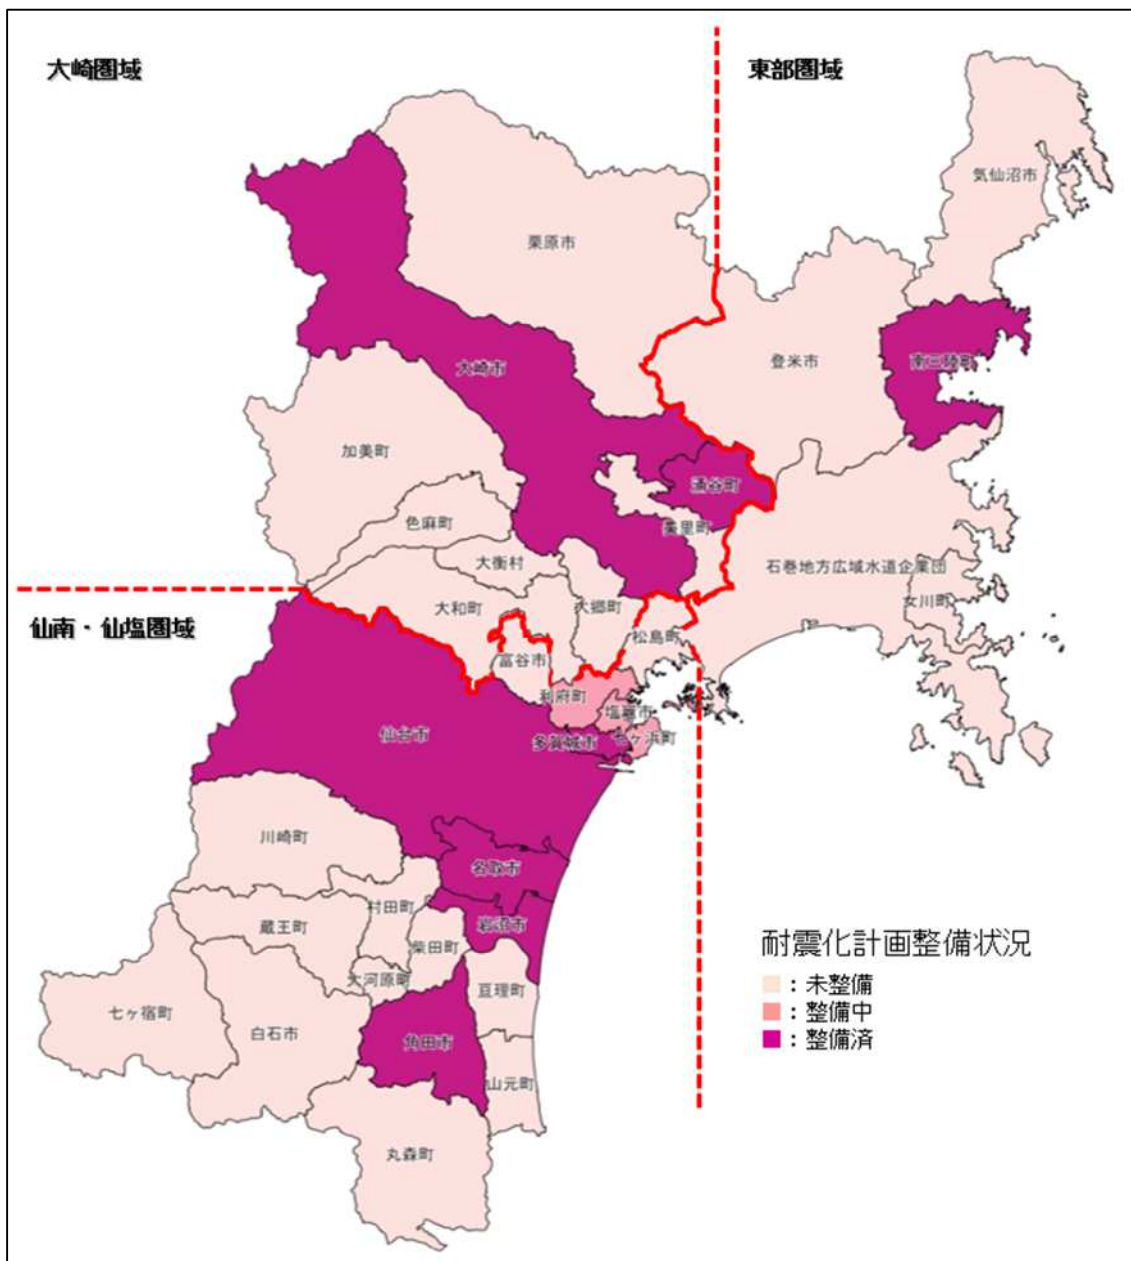 大崎圏域
東部圏域
気仙沼市
栗原市
登米市
南三陸町
大崎市
加美町
涌谷町
色麻町
美里町
大衡村
石巻地方広域水道企業団
女川町
大和町
大郷町
仙南・仙塩圏域
松島町
富谷市
利府町
塩竈市
仙台市
多賀城市
七ヶ浜町
川崎町
名取市
村田町
岩沼市
蔵王町
柴田町
大河原町
亘理町
七ヶ宿町
白石市
角田市
山元町
丸森町
耐震化計画整備状況
：未整備
：整備中
：整備済